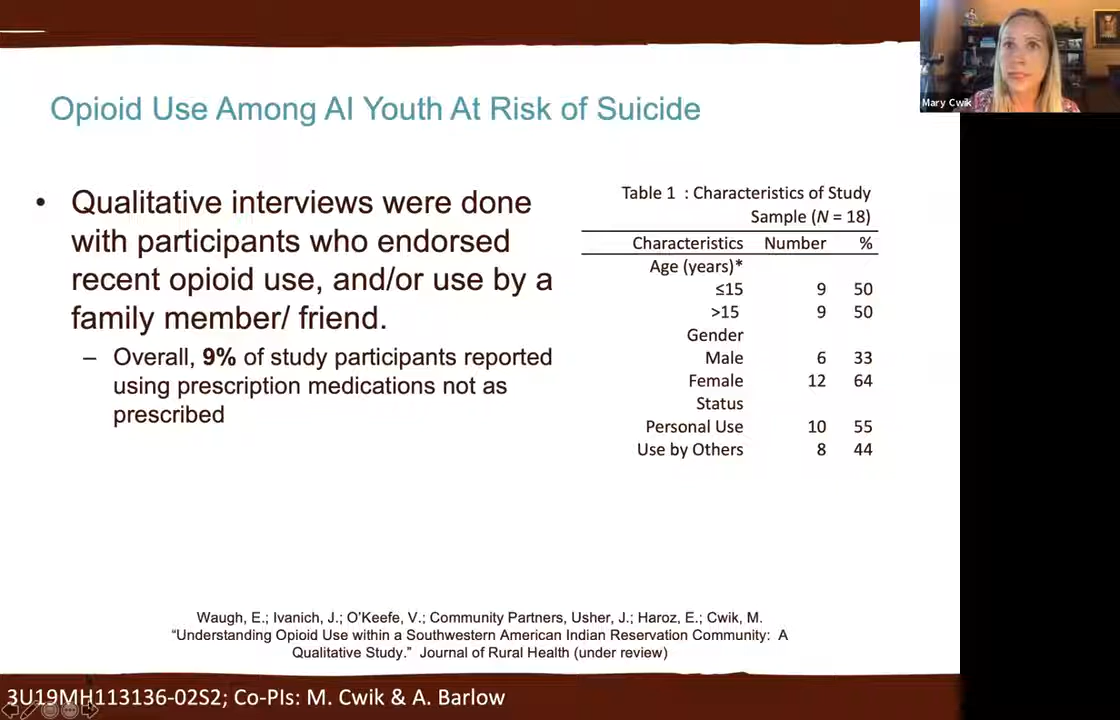 Mary Cwik
Opioid Use Among AI Youth At Risk of Suicide
• Qualitative interviews were done
with participants who endorsed
recent opioid use, and/or use by a
family member/ friend.
– Overall, 9% of study participants reported
using prescription medications not as
prescribed
Table 1 : Characteristics of Study
Sample (N = 18)
Characteristics Number %
Age (years)*
≤15 9 50
>15 9 50
Gender
Male 6 33
Female 12 64
Status
Personal Use 10 55
Use by Others 8 44
Waugh, E.; Ivanich, J.; O'Keefe, V.; Community Partners, Usher, J.; Haroz, E.; Cwik, M.
“Understanding Opioid Use within a Southwestern American Indian Reservation Community: A
Qualitative Study.” Journal of Rural Health (under review)
3U19MH113136-02S2; Co-PIs: M. Cwik & A. Barlow